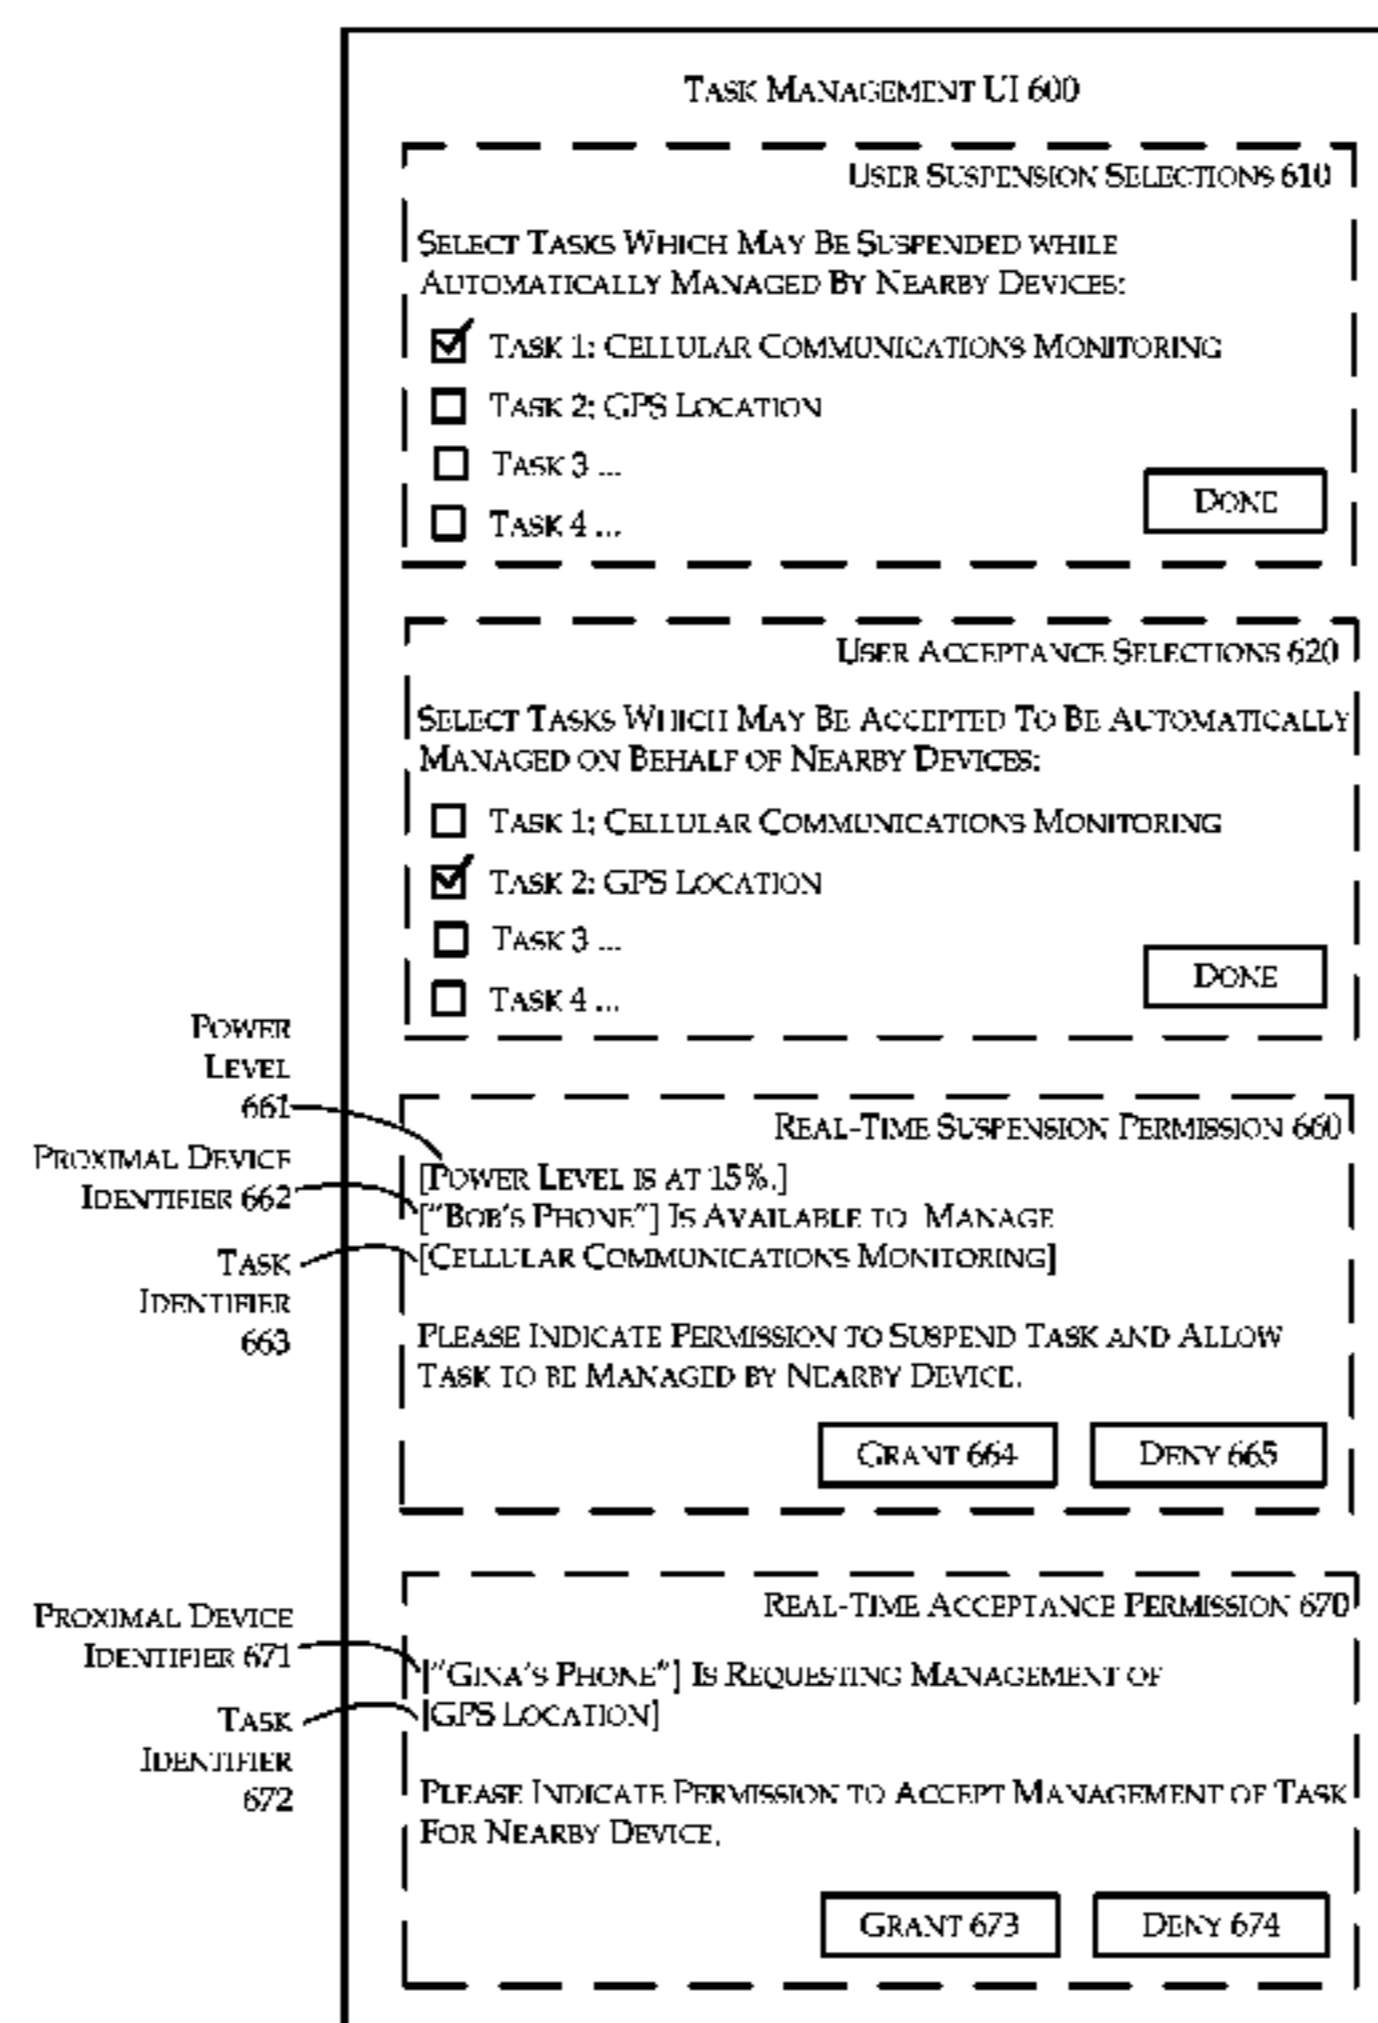 TASK MANAGEMENT UI 600
USER SUSPENSION SELECTIONS 610
SELECT TASKS WHICH MAY BE SUSPENDED WHILE
AUTOMATICALLY MANAGED BY NEARBY DEVICES:
TASK 1: CELLULAR COMMUNICATIONS MONITORING
TASK 2: GPS LOCATION
TASK 3 ...
TASK 4 ...
DONE
USER ACCEPTANCE SELECTIONS 620
SELECT TASKS WHICH MAY BE ACCEPTED TO BE AUTOMATICALLY
MANAGED ON BEHALF OF NEARBY DEVICES:
TASK 1: CELLULAR COMMUNICATIONS MONITORING
TASK 2: GPS LOCATION
TASK 3 ...
TASK 4 ...
DONE
POWER
LEVEL
661
PROXIMAL DEVICE
IDENTIFIER 662
TASK
IDENTIFIER
663
REAL-TIME SUSPENSION PERMISSION 660
[POWER LEVEL IS AT 15%.]
["BOB'S PHONE"] IS AVAILABLE TO MANAGE
[CELLULAR COMMUNICATIONS MONITORING]
PLEASE INDICATE PERMISSION TO SUSPEND TASK AND ALLOW
TASK TO BE MANAGED BY NEARBY DEVICE.
GRANT 664
DENY 665
PROXIMAL DEVICE
IDENTIFIER 671
TASK
IDENTIFIER
672
REAL-TIME ACCEPTANCE PERMISSION 670
["GINA'S PHONE"] IS REQUESTING MANAGEMENT OF
[GPS LOCATION]
PLEASE INDICATE PERMISSION TO ACCEPT MANAGEMENT OF TASK
FOR NEARBY DEVICE.
GRANT 673
DENY 674